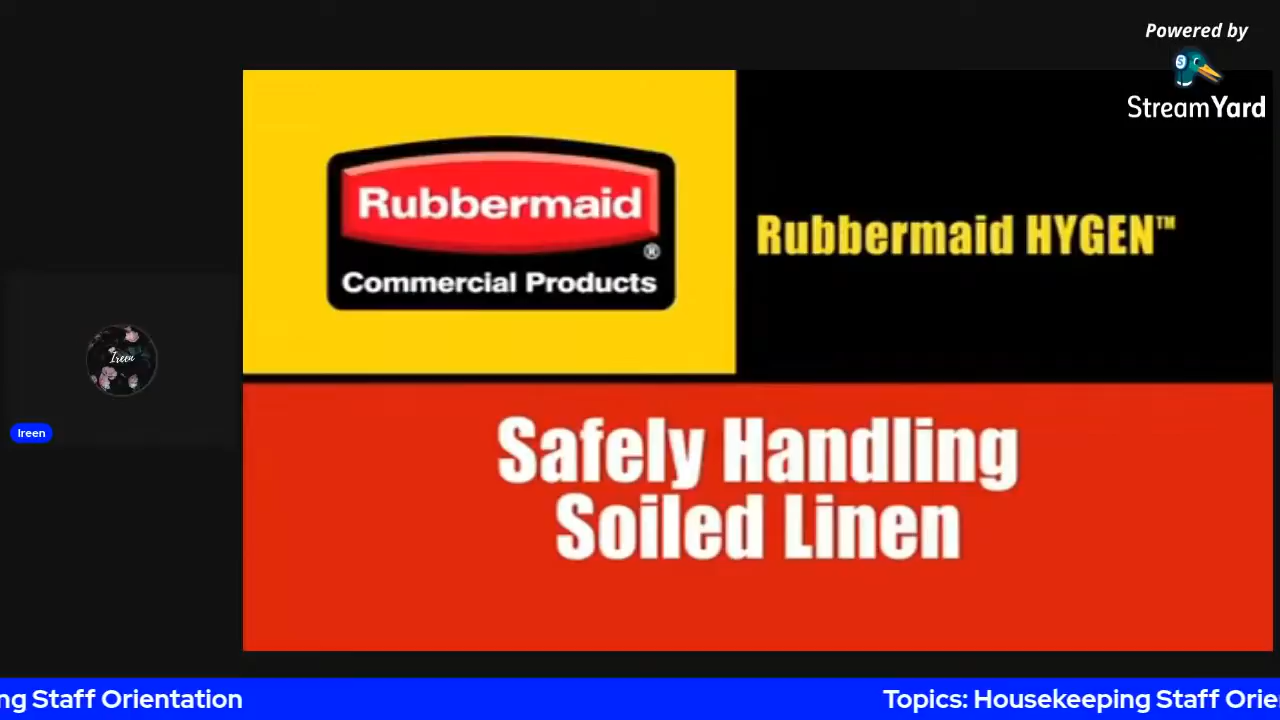 Powered by
StreamYard
Rubbermaid
®
Commercial Products
Rubbermaid HYGEN™
Ireen
Ireen
Safely Handling
Soiled Linen
ng Staff Orientation
Topics: Housekeeping Staff Orie